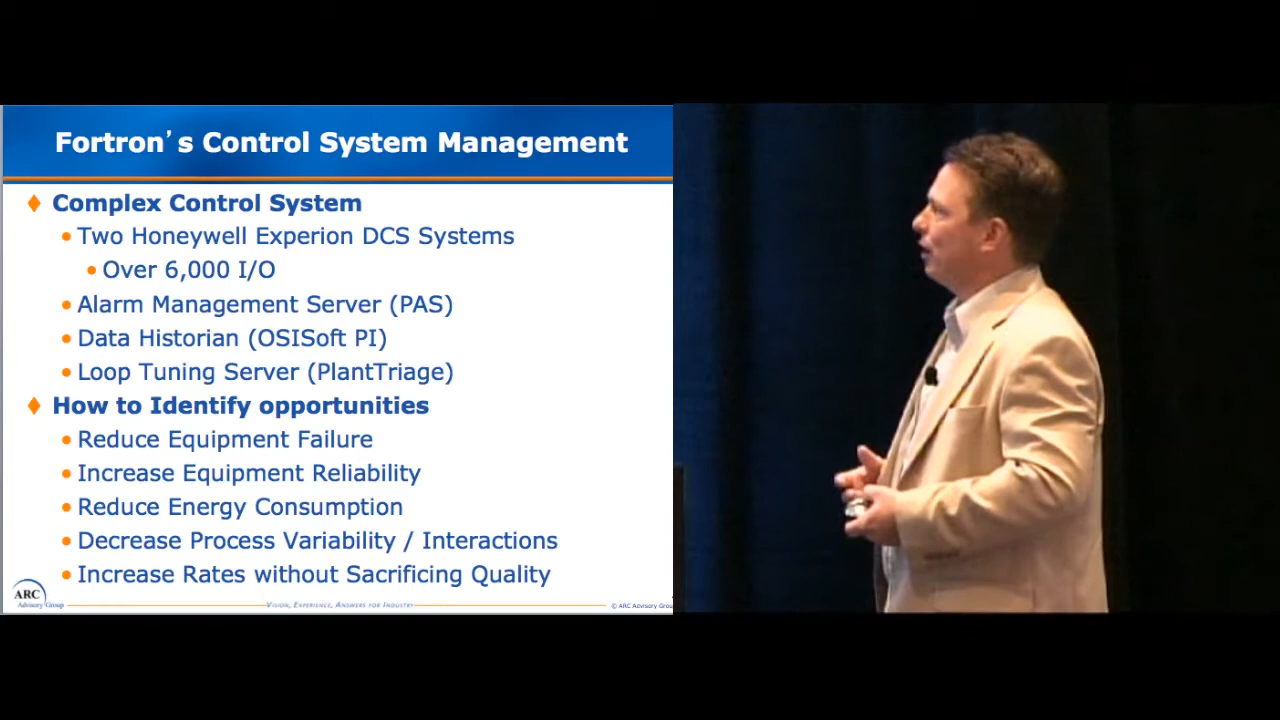 Fortron's Control System Management
Complex Control System
Two Honeywell Experion DCS Systems
Over 6,000 I/O
Alarm Management Server (PAS)
Data Historian (OSISoft PI)
Loop Tuning Server (PlantTriage)
How to Identify opportunities
Reduce Equipment Failure
Increase Equipment Reliability
Reduce Energy Consumption
Decrease Process Variability / Interactions
Increase Rates without Sacrificing Quality
ARC
Advisory Group
Vision, Experience, Answers for Industry
© ARC Advisory Grou